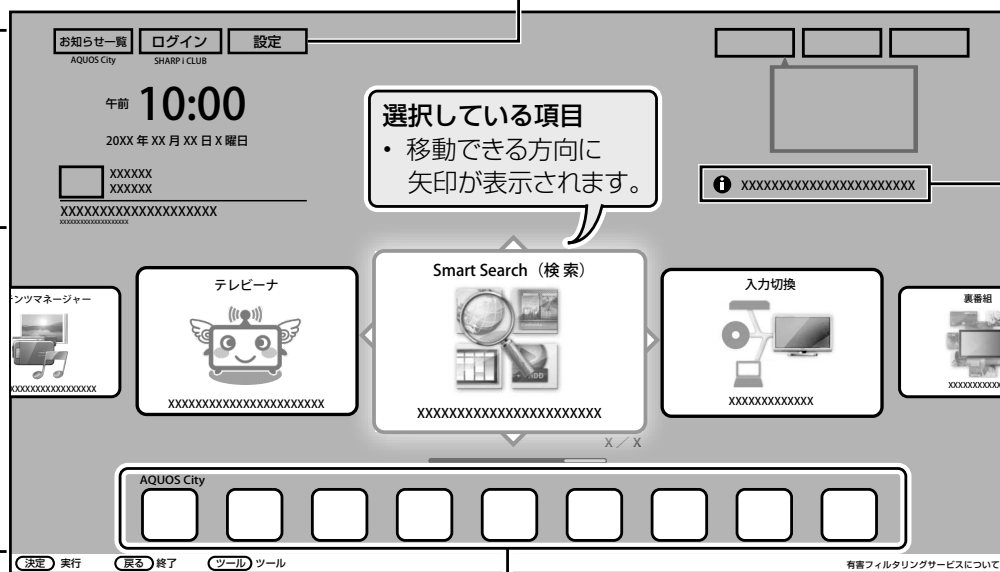 お知らせ一覧 ログイン 設定
AQUOS City SHARP i CLUB
午前 10:00
20XX 年 XX 月 XX 日 X 曜日
XXXXXX
XXXXXX
XXXXXXXXXXXXXXXXXXXX
XXXXXXXXXXXXXXXXXXXX
選択している項目
・ 移動できる方向に
矢印が表示されます。
XXXXXXXXXXXXXXXXXXXXXXX
ンツマネージャー
XXXXXXXXXXXXXXXXX
テレビーナ
XXXXXXXXXXXXXXXXXXXXXXX
Smart Search（検索）
ADD
XXXXXXXXXXXXXXXXXXXXXXX
入力切換
XXXXXXXXXXXXX
裏番組
XXXXXXXXXXX
X ／ X
AQUOS City
決定 実行 戻る 終了 ツール ツール
有害フィルタリングサービスについて